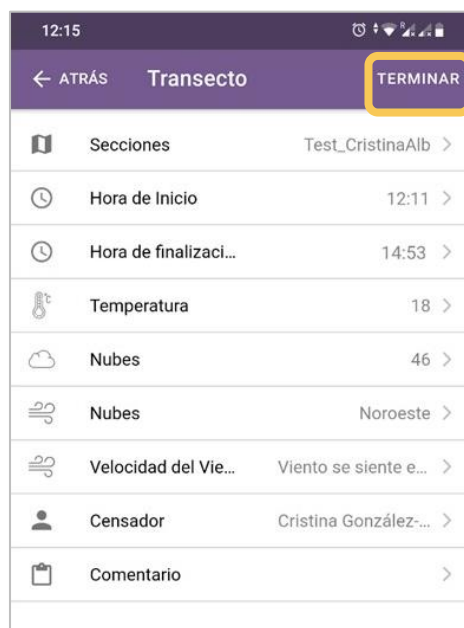 12:15 R
← ATRÁS Transecto TERMINAR
Secciones Test_CristinaAlb >
Hora de Inicio 12:11 >
Hora de finalizaci... 14:53 >
°C Temperatura 18 >
Nubes 46 >
Nubes Noroeste >
Velocidad del Vie... Viento se siente e... >
Censador Cristina González-... >
Comentario >